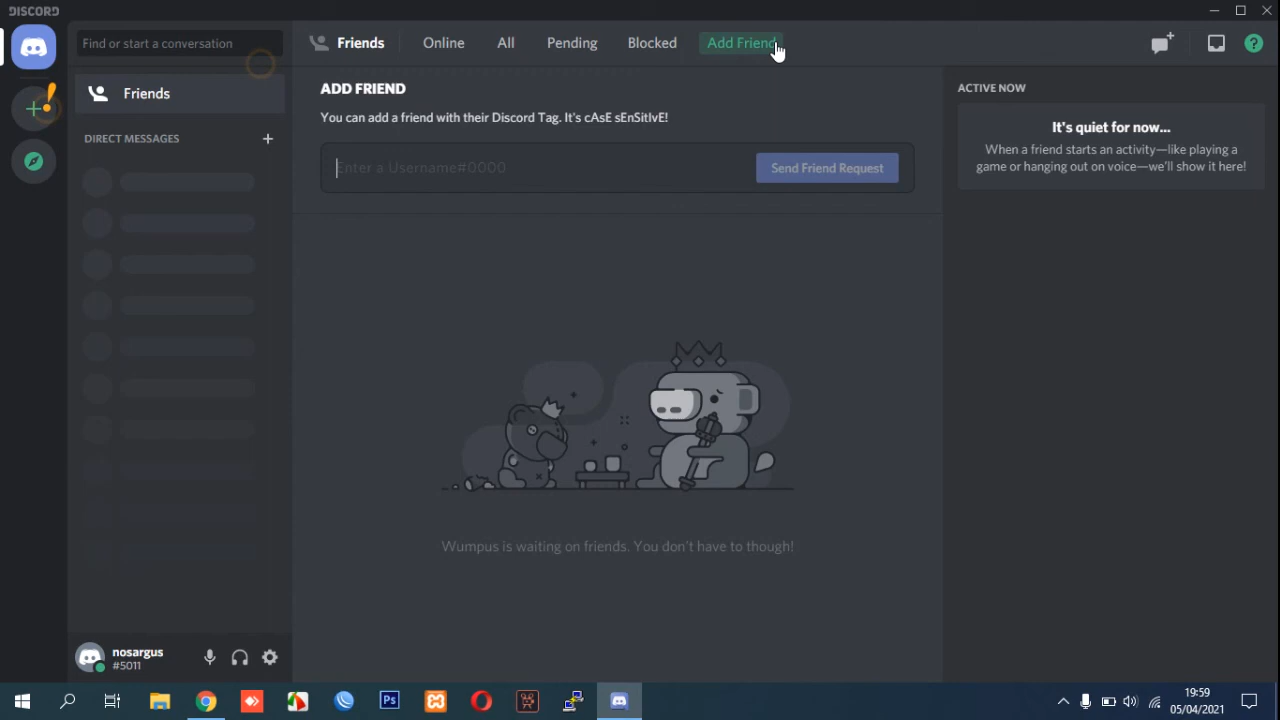 DISCORD
Find or start a conversation
Friends
Online
All
Pending
Blocked
Add Friend
Friends
DIRECT MESSAGES
ADD FRIEND
You can add a friend with their Discord Tag. It's cAsE sEnSitIvE!
Enter a Username#0000
Send Friend Request
Wumpus is waiting on friends. You don't have to though!
ACTIVE NOW
It's quiet for now...
When a friend starts an activity—like playing a
game or hanging out on voice—we'll show it here!
nosargus
#5011
Ps
19:59
05/04/2021